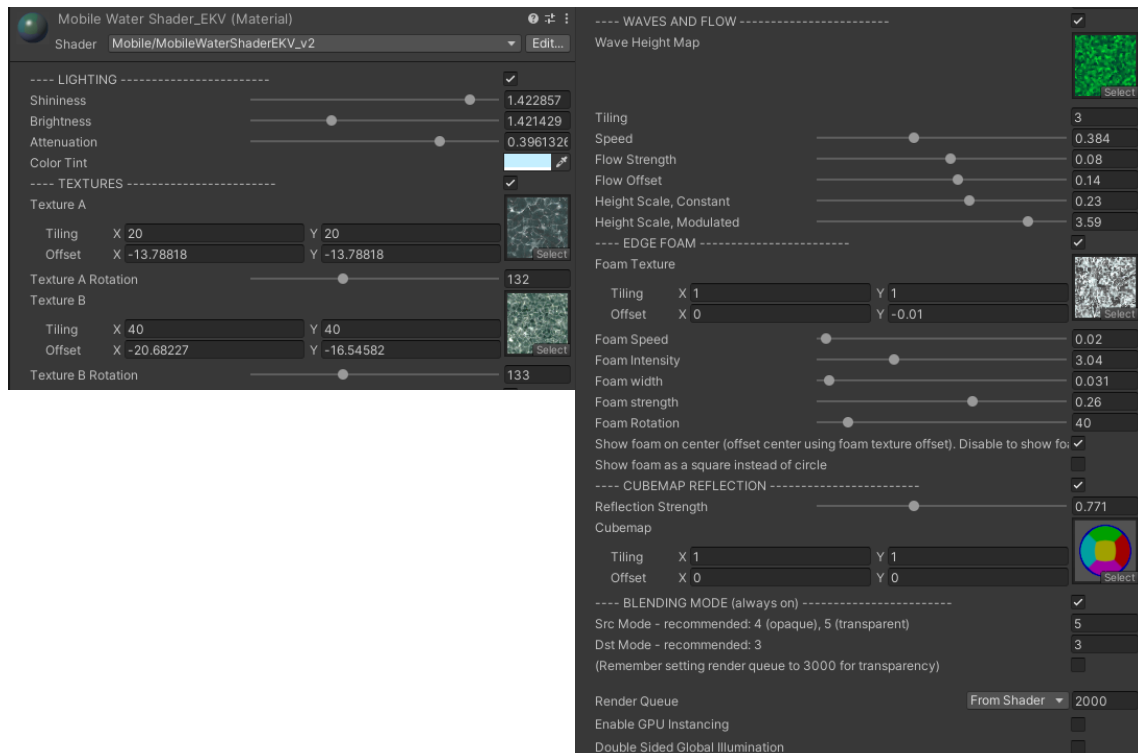 Mobile Water Shader_EKV (Material)
Shader Mobile/MobileWaterShaderEKV_v2 Edit...
---- LIGHTING ------------------------
Shininess 1.422857
Brightness 1.421429
Attenuation 0.3961326
Color Tint
---- TEXTURES ------------------------
Texture A
Tiling X 20 Y 20
Offset X -13.78818 Y -13.78818
Select
Texture A Rotation 132
Texture B
Tiling X 40 Y 40
Offset X -20.68227 Y -16.54582
Select
Texture B Rotation 133
---- WAVES AND FLOW ------------------------
Wave Height Map
Select
Tiling 3
Speed 0.384
Flow Strength 0.08
Flow Offset 0.14
Height Scale, Constant 0.23
Height Scale, Modulated 3.59
---- EDGE FOAM ------------------------
Foam Texture
Tiling X 1 Y 1
Offset X 0 Y -0.01
Select
Foam Speed 0.02
Foam Intensity 3.04
Foam width 0.031
Foam strength 0.26
Foam Rotation 40
Show foam on center (offset center using foam texture offset). Disable to show foa
Show foam as a square instead of circle
---- CUBEMAP REFLECTION ------------------------
Reflection Strength 0.771
Cubemap
Tiling X 1 Y 1
Offset X 0 Y 0
Select
---- BLENDING MODE (always on) ------------------------
Src Mode - recommended: 4 (opaque), 5 (transparent) 5
Dst Mode - recommended: 3 3
(Remember setting render queue to 3000 for transparency)
Render Queue From Shader 2000
Enable GPU Instancing
Double Sided Global Illumination